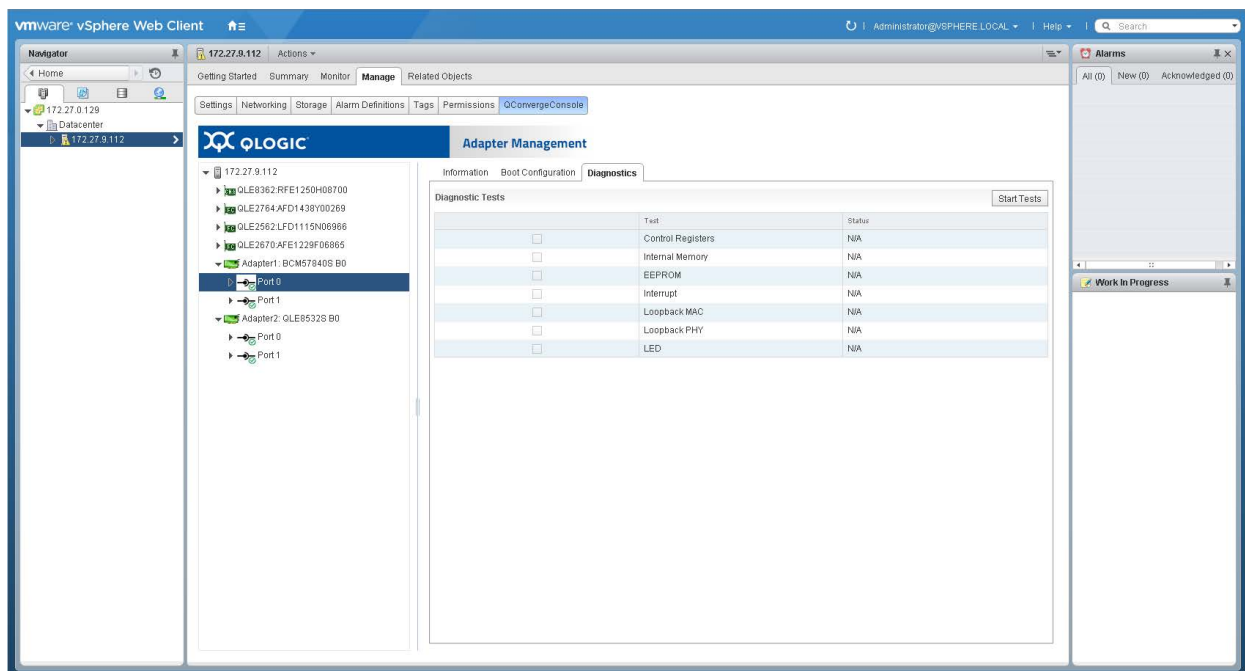 vmware® vSphere Web Client
Administrator@VSPHERE.LOCAL
Help
Search
Navigator
Home
172.27.0.129
Datacenter
172.27.9.112
172.27.9.112 Actions
Getting Started Summary Monitor Manage Related Objects
Settings Networking Storage Alarm Definitions Tags Permissions QConvergeConsole
QLOGIC
Adapter Management
172.27.9.112
QLE8362:RFE1250H08700
QLE2764:AFD1438Y00269
QLE2562:LFD1115N06986
QLE2670:AFE1229F06865
Adapter1: BCM57840S B0
Port 0
Port 1
Adapter2: QLE8532S B0
Port 0
Port 1
Information Boot Configuration Diagnostics
Diagnostic Tests
Start Tests
Test Status
Control Registers N/A
Internal Memory N/A
EEPROM N/A
Interrupt N/A
Loopback MAC N/A
Loopback PHY N/A
LED N/A
Alarms
All (0) New (0) Acknowledged (0)
Work In Progress